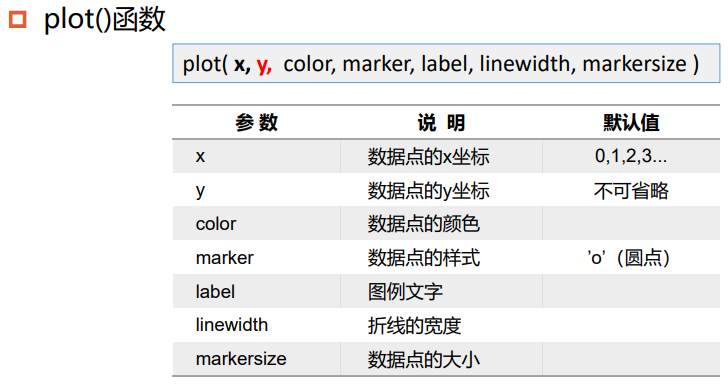 plot()函数
plot( x, y, color, marker, label, linewidth, markersize )
参 数 说 明 默认值
x 数据点的x坐标 0,1,2,3...
y 数据点的y坐标 不可省略
color 数据点的颜色
marker 数据点的样式 ’o’（圆点）
label 图例文字
linewidth 折线的宽度
markersize 数据点的大小